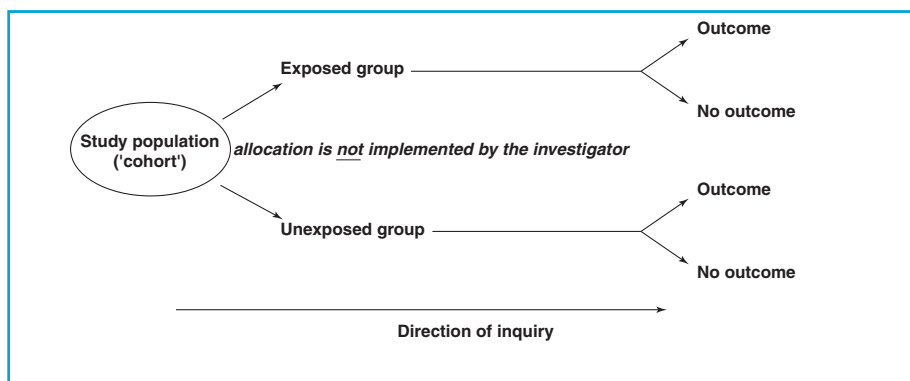 Outcome
Exposed group
No outcome
Study population
('cohort')
allocation is not implemented by the investigator
Outcome
Unexposed group
No outcome
Direction of inquiry